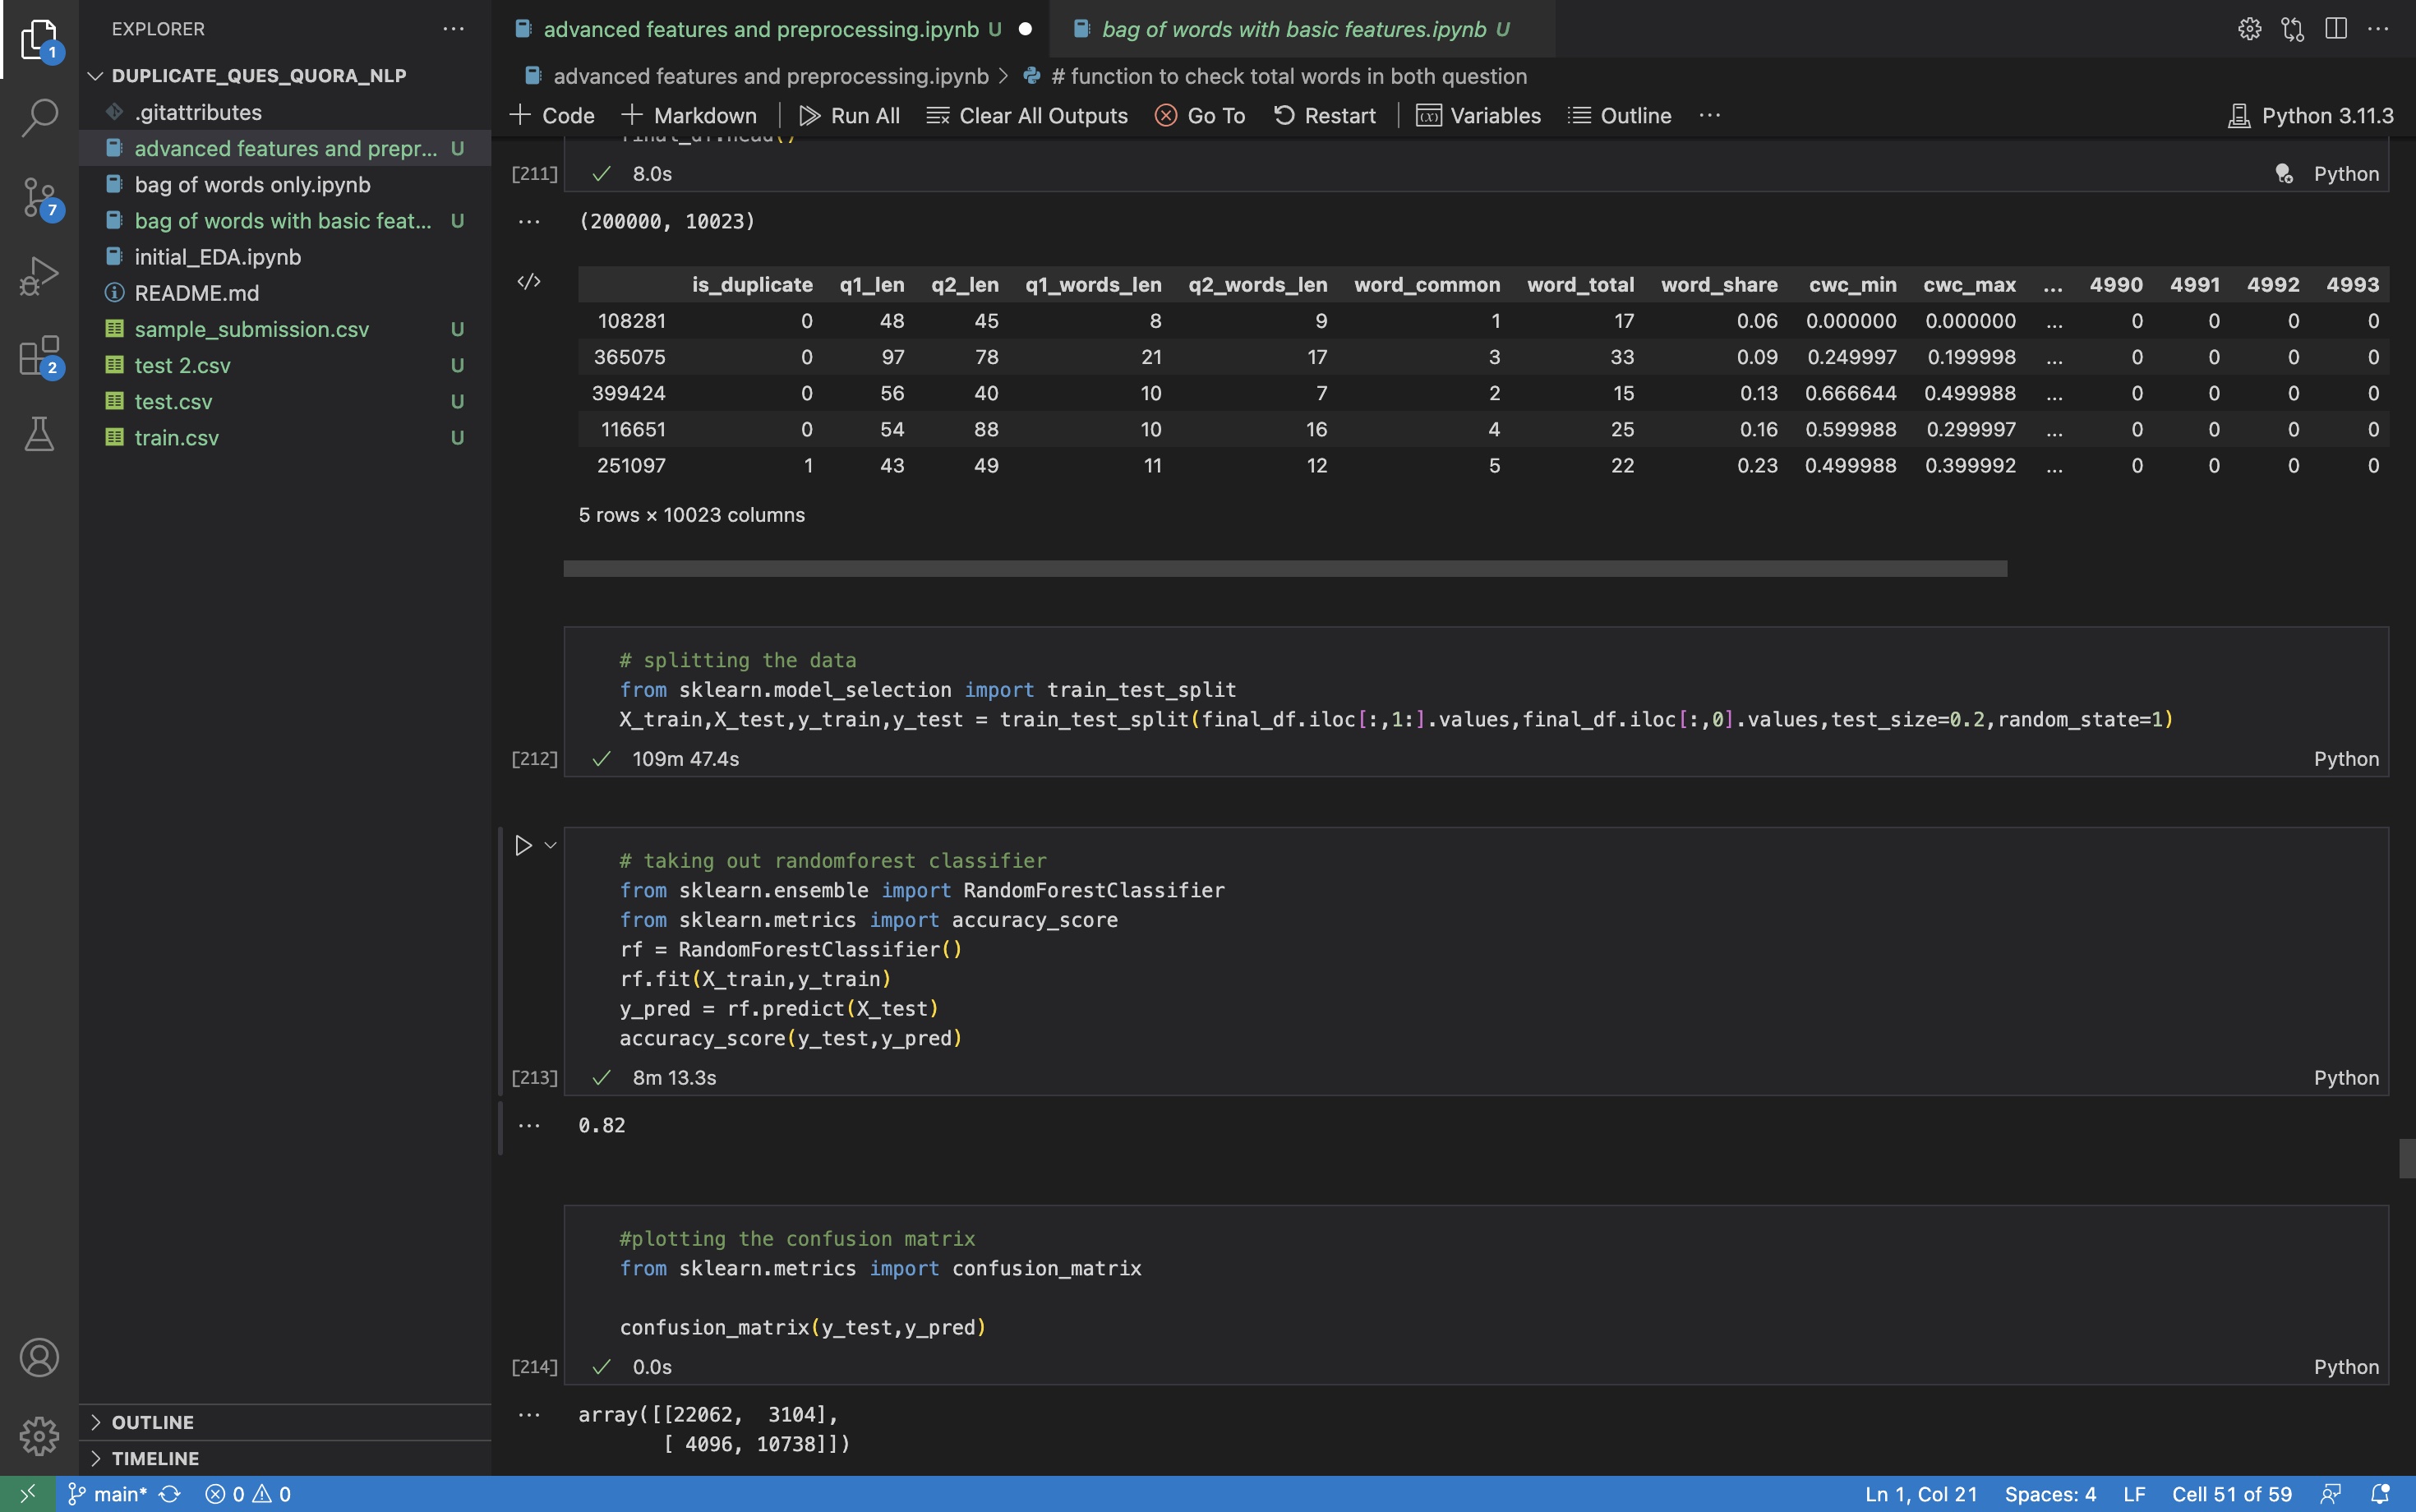 EXPLORER
DUPLICATE_QUES_QUORA_NLP
.gitattributes
advanced features and prepr... U
bag of words only.ipynb
bag of words with basic feat... U
initial_EDA.ipynb
README.md
sample_submission.csv U
test 2.csv U
test.csv U
train.csv U
OUTLINE
TIMELINE
1
7
2
advanced features and preprocessing.ipynb U
bag of words with basic features.ipynb U
advanced features and preprocessing.ipynb > # function to check total words in both question
+ Code + Markdown Run All Clear All Outputs Go To Restart Variables Outline ... Python 3.11.3
final_df.head()
[211] 8.0s Python
(200000, 10023)
is_duplicate q1_len q2_len q1_words_len q2_words_len word_common word_total word_share cwc_min cwc_max ... 4990 4991 4992 4993
108281 0 48 45 8 9 1 17 0.06 0.000000 0.000000 ... 0 0 0 0
365075 0 97 78 21 17 3 33 0.09 0.249997 0.199998 ... 0 0 0 0
399424 0 56 40 10 7 2 15 0.13 0.666644 0.499988 ... 0 0 0 0
116651 0 54 88 10 16 4 25 0.16 0.599988 0.299997 ... 0 0 0 0
251097 1 43 49 11 12 5 22 0.23 0.499988 0.399992 ... 0 0 0 0
5 rows × 10023 columns
# splitting the data
from sklearn.model_selection import train_test_split
X_train,X_test,y_train,y_test = train_test_split(final_df.iloc[:,1:].values,final_df.iloc[:,0].values,test_size=0.2,random_state=1)
[212] 109m 47.4s Python
# taking out randomforest classifier
from sklearn.ensemble import RandomForestClassifier
from sklearn.metrics import accuracy_score
rf = RandomForestClassifier()
rf.fit(X_train,y_train)
y_pred = rf.predict(X_test)
accuracy_score(y_test,y_pred)
[213] 8m 13.3s Python
0.82
#plotting the confusion matrix
from sklearn.metrics import confusion_matrix
confusion_matrix(y_test,y_pred)
[214] 0.0s Python
array([[22062, 3104],
[ 4096, 10738]])
main* 0 0 Ln 1, Col 21 Spaces: 4 LF Cell 51 of 59